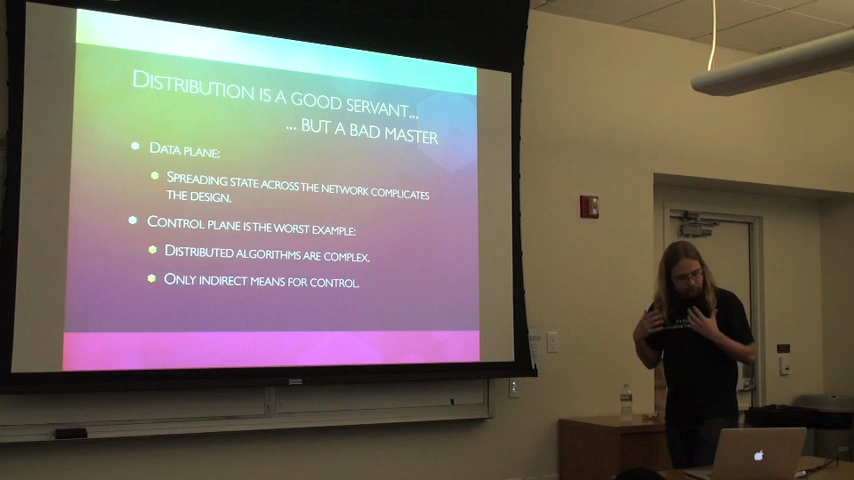 DISTRIBUTION IS A GOOD SERVANT...
... BUT A BAD MASTER
DATA PLANE:
SPREADING STATE ACROSS THE NETWORK COMPLICATES
THE DESIGN.
CONTROL PLANE IS THE WORST EXAMPLE:
DISTRIBUTED ALGORITHMS ARE COMPLEX.
ONLY INDIRECT MEANS FOR CONTROL.